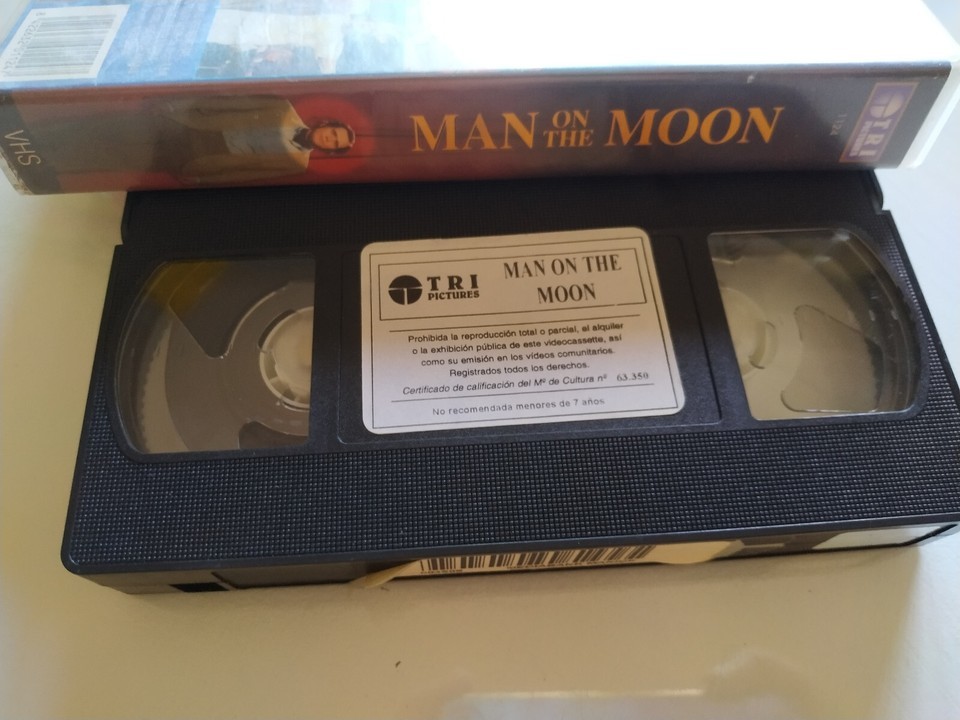 VHS
MAN ON THE MOON
TRI
1124
TRI
PICTURES
MAN ON THE
MOON
Prohibida la reproducción total o parcial, el alquiler
o la exhibición pública de este videocassette, así
como su emisión en los vídeos comunitarios.
Registrados todos los derechos.
Certificado de calificación del Mº de Cultura nº 63.350
No recomendada menores de 7 años